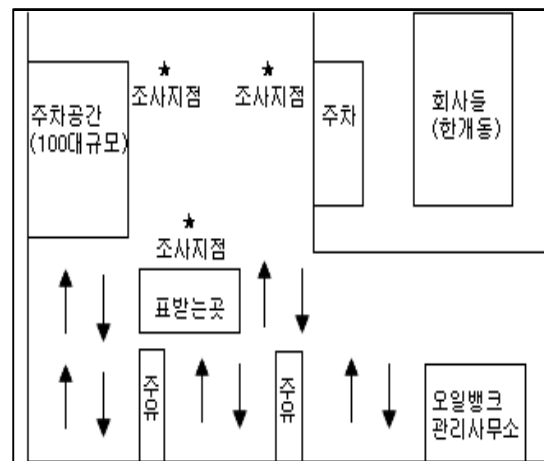 ★ ★
조사지점 조사지점
주차공간
(100대규모)
주차
회사들
(한개동)
★
조사지점
표받는곳
주유
주유
오일뱅크
관리사무소